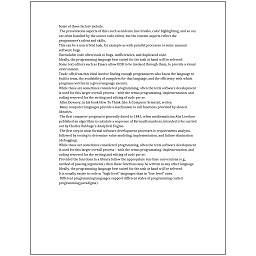 Some of these factors include:
The presentation aspects of this (such as indents, line breaks, color highlighting, and so on)
are often handled by the source code editor, but the content aspects reflect the
programmer's talent and skills.
This can be a non-trivial task, for example as with parallel processes or some unusual
software bugs.
Unreadable code often leads to bugs, inefficiencies, and duplicated code.
Ideally, the programming language best suited for the task at hand will be selected.
Some text editors such as Emacs allow GDB to be invoked through them, to provide a visual
environment.
Trade-offs from this ideal involve finding enough programmers who know the language to
build a team, the availability of compilers for that language, and the efficiency with which
programs written in a given language execute.
While these are sometimes considered programming, often the term software development
is used for this larger overall process – with the terms programming, implementation, and
coding reserved for the writing and editing of code per se.
Allen Downey, in his book How To Think Like A Computer Scientist, writes:
Many computer languages provide a mechanism to call functions provided by shared
libraries.
The first computer program is generally dated to 1843, when mathematician Ada Lovelace
published an algorithm to calculate a sequence of Bernoulli numbers, intended to be carried
out by Charles Babbage's Analytical Engine.
The first step in most formal software development processes is requirements analysis,
followed by testing to determine value modeling, implementation, and failure elimination
(debugging).
While these are sometimes considered programming, often the term software development
is used for this larger overall process – with the terms programming, implementation, and
coding reserved for the writing and editing of code per se.
Provided the functions in a library follow the appropriate run-time conventions (e.g.,
method of passing arguments), then these functions may be written in any other language.
Ideally, the programming language best suited for the task at hand will be selected.
It is usually easier to code in "high-level" languages than in "low-level" ones.
Different programming languages support different styles of programming (called
programming paradigms).